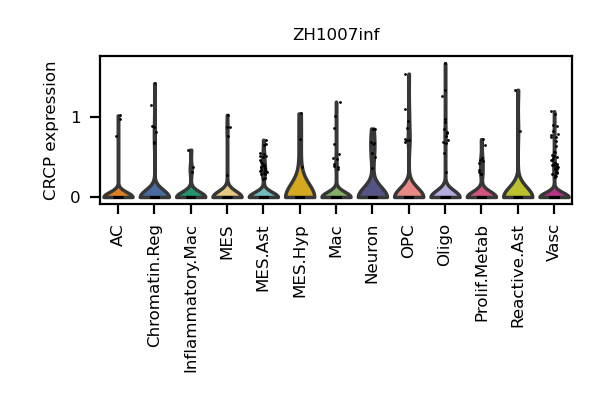 ZH1007inf
CRCP expression
1
0
AC
Chromatin.Reg
Inflammatory.Mac
MES
MES.Ast
MES.Hyp
Mac
Neuron
OPC
Oligo
Prolif.Metab
Reactive.Ast
Vasc